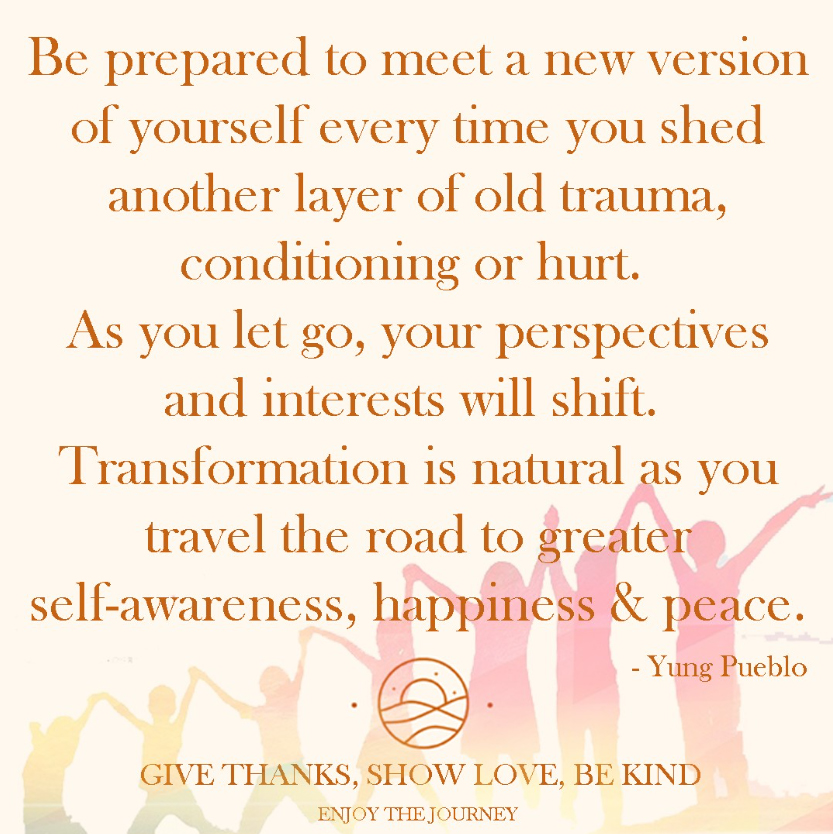 Be prepared to meet a new version
of yourself every time you shed
another layer of old trauma,
conditioning or hurt.
As you let go, your perspectives
and interests will shift.
Transformation is natural as you
travel the road to greater
self-awareness, happiness & peace.
- Yung Pueblo
GIVE THANKS, SHOW LOVE, BE KIND
ENJOY THE JOURNEY